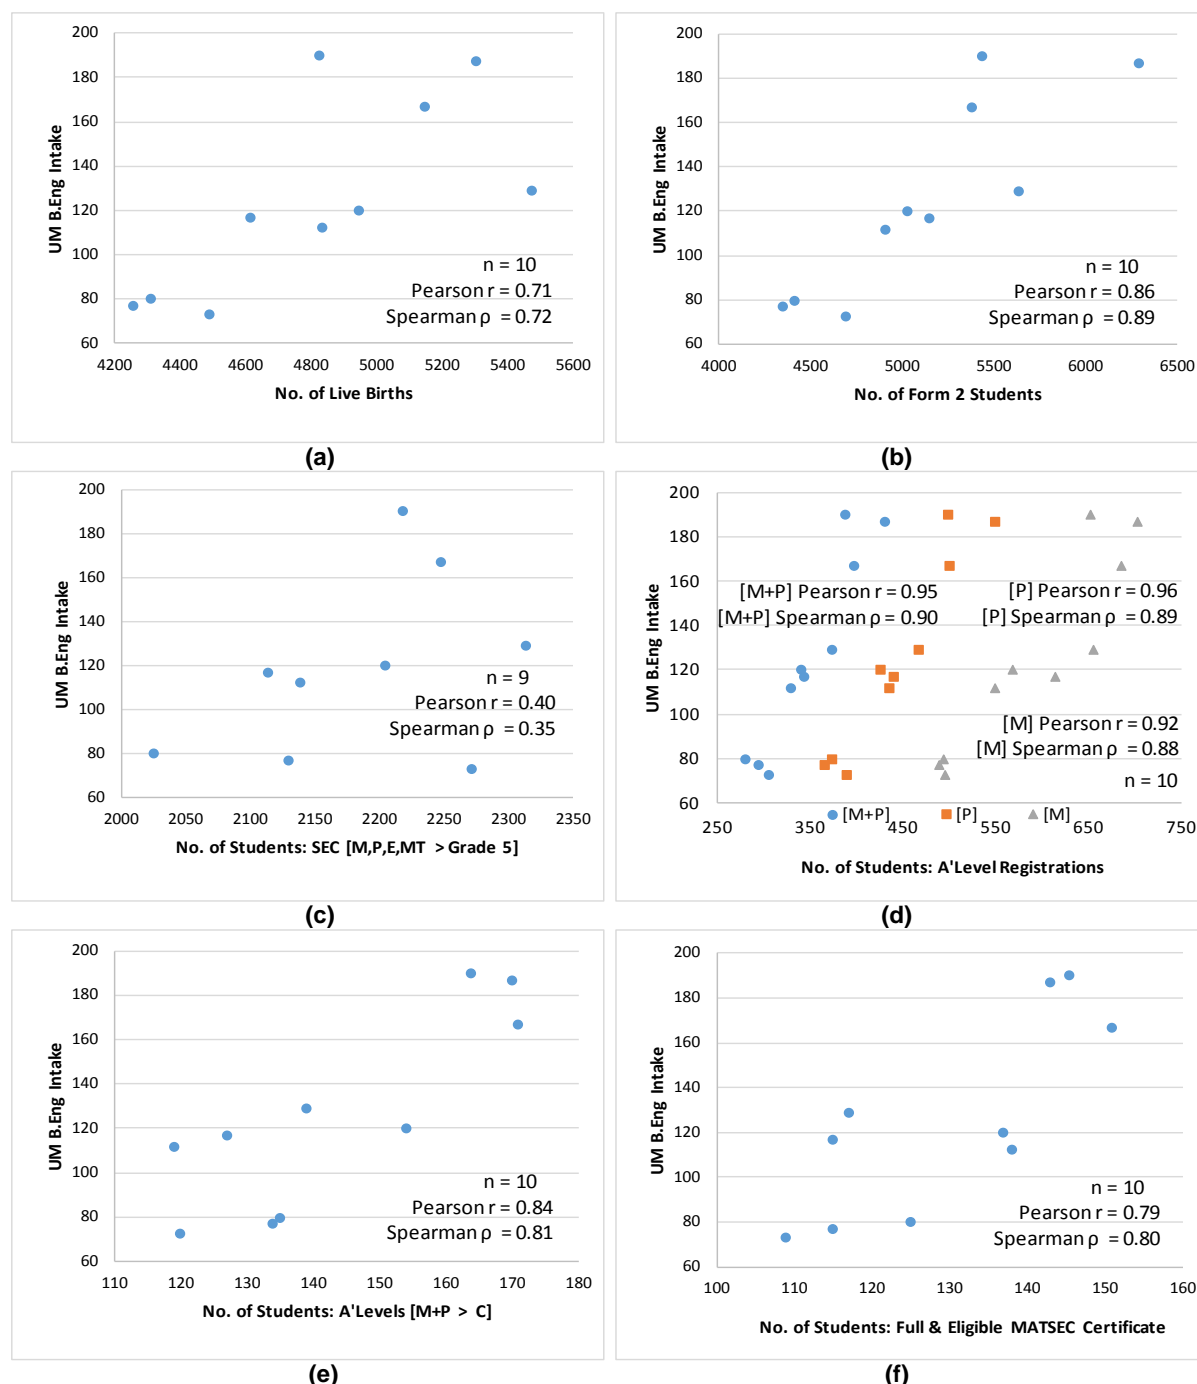 200
180
160
140
120
100
80
60
UM B.Eng Intake
n = 10
Pearson r = 0.71
Spearman ρ = 0.72
4200 4400 4600 4800 5000 5200 5400 5600
No. of Live Births
(a)
200
180
160
140
120
100
80
60
UM B.Eng Intake
n = 10
Pearson r = 0.86
Spearman ρ = 0.89
4000 4500 5000 5500 6000 6500
No. of Form 2 Students
(b)
200
180
160
140
120
100
80
60
UM B.Eng Intake
n = 9
Pearson r = 0.40
Spearman ρ = 0.35
2000 2050 2100 2150 2200 2250 2300 2350
No. of Students: SEC [M,P,E,MT > Grade 5]
(c)
200
180
160
140
120
100
80
60
UM B.Eng Intake
[M+P] Pearson r = 0.95
[M+P] Spearman ρ = 0.90
[P] Pearson r = 0.96
[P] Spearman ρ = 0.89
[M] Pearson r = 0.92
[M] Spearman ρ = 0.88
n = 10
[M+P] [P] [M]
250 350 450 550 650 750
No. of Students: A'Level Registrations
(d)
200
180
160
140
120
100
80
60
UM B.Eng Intake
n = 10
Pearson r = 0.84
Spearman ρ = 0.81
110 120 130 140 150 160 170 180
No. of Students: A'Levels [M+P > C]
(e)
200
180
160
140
120
100
80
60
UM B.Eng Intake
n = 10
Pearson r = 0.79
Spearman ρ = 0.80
100 110 120 130 140 150 160
No. of Students: Full & Eligible MATSEC Certificate
(f)